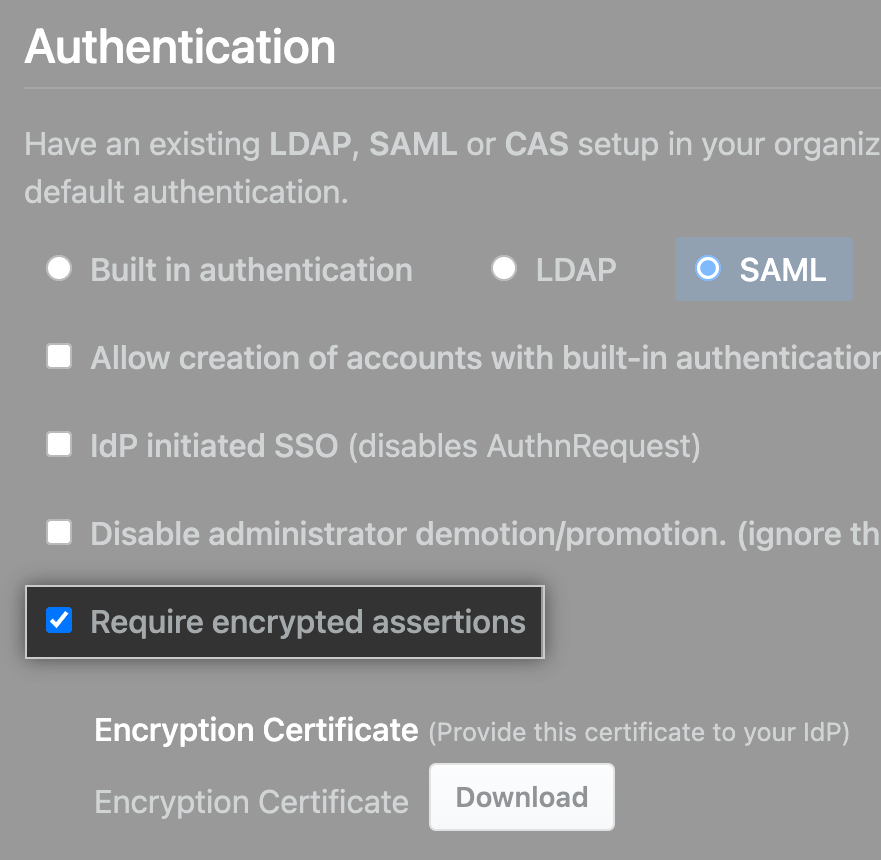 Authentication
Have an existing LDAP, SAML or CAS setup in your organiz
default authentication.
Built in authentication LDAP SAML
Allow creation of accounts with built-in authentication
IdP initiated SSO (disables AuthnRequest)
Disable administrator demotion/promotion. (ignore th
Require encrypted assertions
Encryption Certificate (Provide this certificate to your IdP)
Encryption Certificate Download